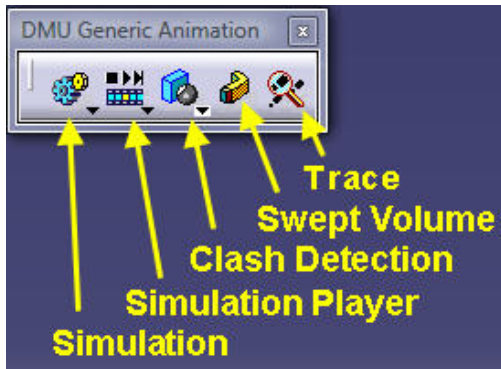 DMU Generic Animation
Trace
Swept Volume
Clash Detection
Simulation Player
Simulation